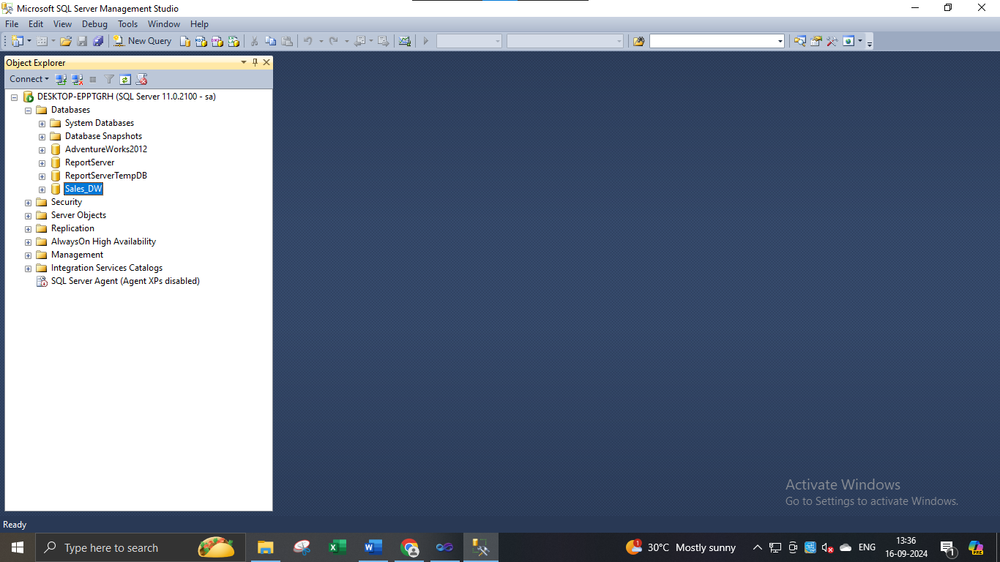 Microsoft SQL Server Management Studio
File Edit View Debug Tools Window Help
New Query
Object Explorer
Connect
DESKTOP-EPPTGRH (SQL Server 11.0.2100 - sa)
Databases
System Databases
Database Snapshots
AdventureWorks2012
ReportServer
ReportServerTempDB
Sales_DW
Security
Server Objects
Replication
AlwaysOn High Availability
Management
Integration Services Catalogs
SQL Server Agent (Agent XPs disabled)
Activate Windows
Go to Settings to activate Windows.
Ready
Type here to search
1
30°C Mostly sunny
ENG
13:36
16-09-2024
1
PRE